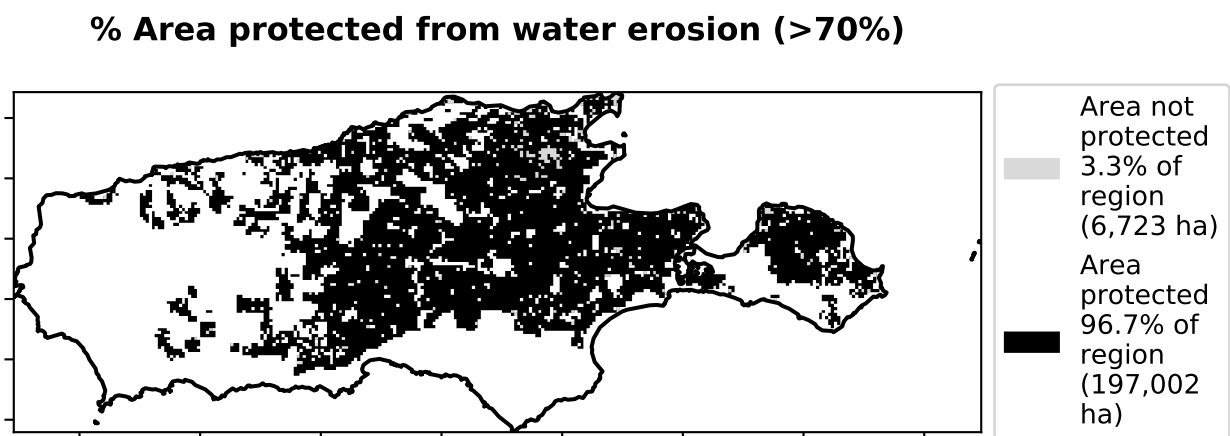 % Area protected from water erosion (>70%)
Area not
protected
3.3% of
region
(6,723 ha)
Area
protected
96.7% of
region
(197,002
ha)